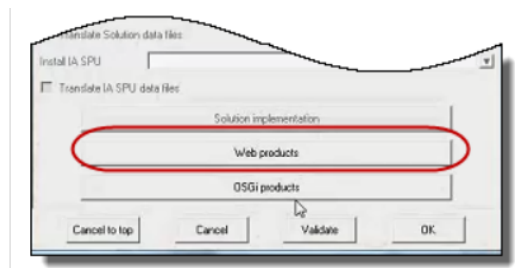 Translate Solution data files
Install IA SPU
Translate IA SPU data files
Solution implementation
Web products
OSGi products
Cancel to top
Cancel
Validate
OK